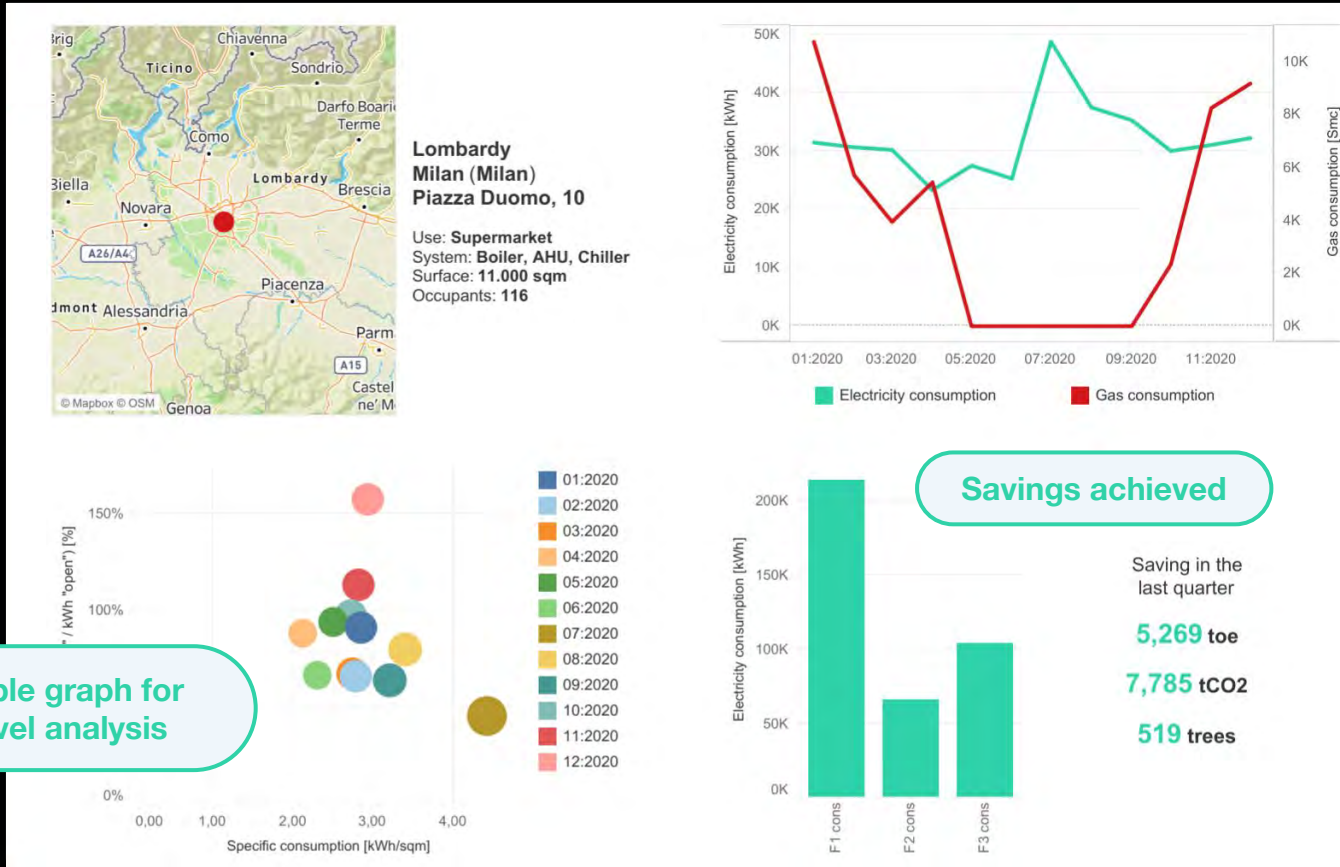 Brig
Chiavenna
Ticino
Sondrio
Darfo Boario
Terme
Como
Lombardy
Biella
Brescia
Novara
A26/A4
Piacenza
dmont
Alessandria
Parm
A15
Castel
ne' M
Genoa
© Mapbox © OSM
Lombardy
Milan (Milan)
Piazza Duomo, 10
Use: Supermarket
System: Boiler, AHU, Chiller
Surface: 11.000 sqm
Occupants: 116
50K
40K
30K
20K
10K
0K
Electricity consumption [kWh]
10K
8K
6K
4K
2K
0K
Gas consumption [Smc]
01:2020 03:2020 05:2020 07:2020 09:2020 11:2020
Electricity consumption
Gas consumption
150%
100%
0%
" / kWh "open") [%]
0,00 1,00 2,00 3,00 4,00
Specific consumption [kWh/sqm]
ble graph for
vel analysis
01:2020
02:2020
03:2020
04:2020
05:2020
06:2020
07:2020
08:2020
09:2020
10:2020
11:2020
12:2020
200K
150K
100K
50K
0K
Electricity consumption [kWh]
F1 cons
F2 cons
F3 cons
Savings achieved
Saving in the
last quarter
5,269 toe
7,785 tCO2
519 trees